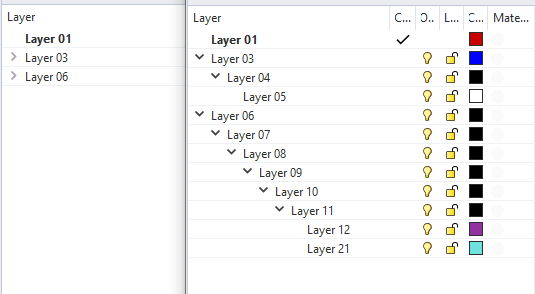 Layer
Layer 01
Layer 03
Layer 06
Layer C... O... L... C... Mate...
Layer 01
Layer 03
Layer 04
Layer 05
Layer 06
Layer 07
Layer 08
Layer 09
Layer 10
Layer 11
Layer 12
Layer 21